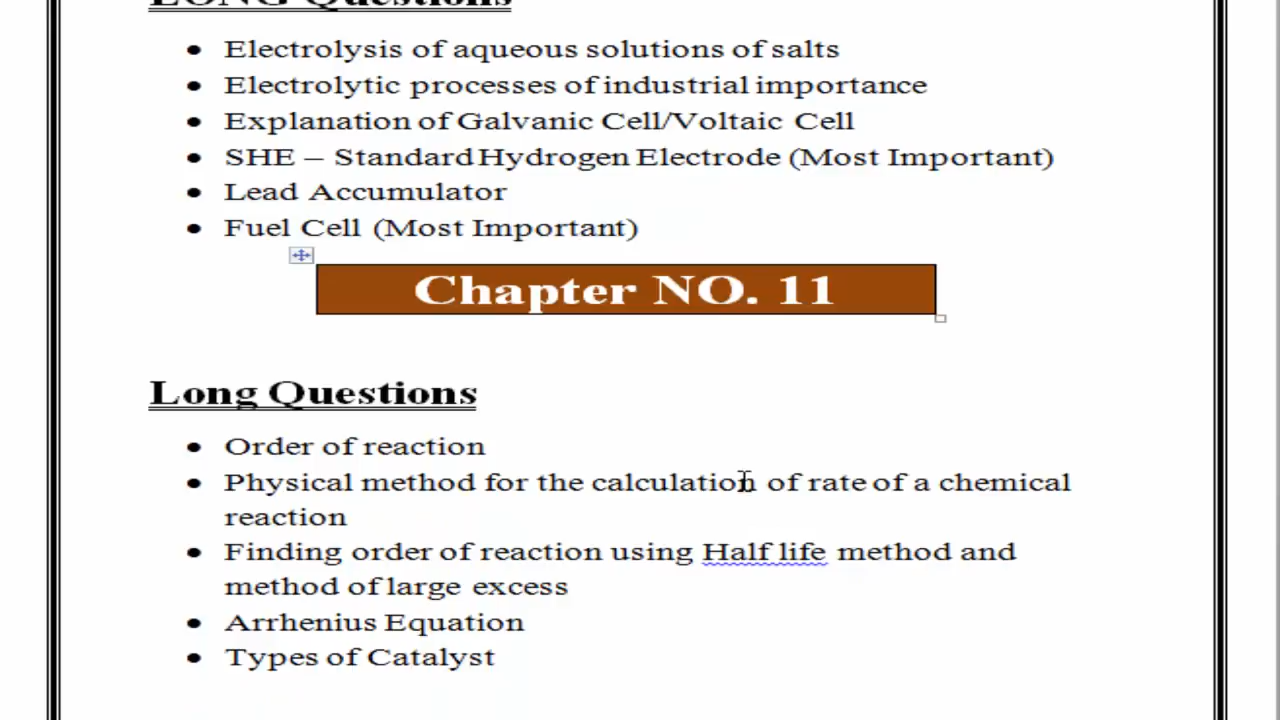 LONG Questions
• Electrolysis of aqueous solutions of salts
• Electrolytic processes of industrial importance
• Explanation of Galvanic Cell/Voltaic Cell
• SHE – Standard Hydrogen Electrode (Most Important)
• Lead Accumulator
• Fuel Cell (Most Important)
Chapter NO. 11
Long Questions
• Order of reaction
• Physical method for the calculation of rate of a chemical
reaction
• Finding order of reaction using Half life method and
method of large excess
• Arrhenius Equation
• Types of Catalyst